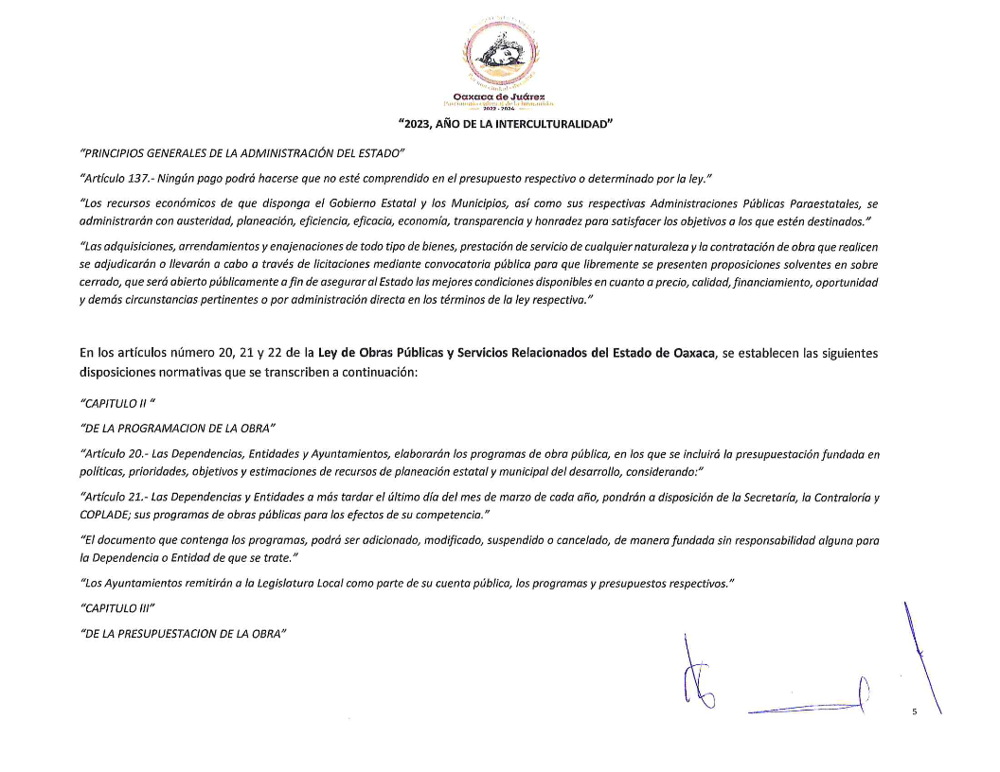 Oaxaca de Juárez
2022 - 2024
"2023, AÑO DE LA INTERCULTURALIDAD"
"PRINCIPIOS GENERALES DE LA ADMINISTRACIÓN DEL ESTADO"
"Artículo 137.- Ningún pago podrá hacerse que no esté comprendido en el presupuesto respectivo o determinado por la ley."
"Los recursos económicos de que disponga el Gobierno Estatal y los Municipios, así como sus respectivas Administraciones Públicas Paraestatales, se
administrarán con austeridad, planeación, eficiencia, eficacia, economía, transparencia y honradez para satisfacer los objetivos a los que estén destinados."
"Las adquisiciones, arrendamientos y enajenaciones de todo tipo de bienes, prestación de servicio de cualquier naturaleza y la contratación de obra que realicen
se adjudicarán o llevarán a cabo a través de licitaciones mediante convocatoria pública para que libremente se presenten proposiciones solventes en sobre
cerrado, que será abierto públicamente a fin de asegurar al Estado las mejores condiciones disponibles en cuanto a precio, calidad, financiamiento, oportunidad
y demás circunstancias pertinentes o por administración directa en los términos de la ley respectiva."
En los artículos número 20, 21 y 22 de la Ley de Obras Públicas y Servicios Relacionados del Estado de Oaxaca, se establecen las siguientes
disposiciones normativas que se transcriben a continuación:
"CAPITULO II "
"DE LA PROGRAMACION DE LA OBRA"
"Artículo 20.- Las Dependencias, Entidades y Ayuntamientos, elaborarán los programas de obra pública, en los que se incluirá la presupuestación fundada en
políticas, prioridades, objetivos y estimaciones de recursos de planeación estatal y municipal del desarrollo, considerando:"
"Artículo 21.- Las Dependencias y Entidades a más tardar el último día del mes de marzo de cada año, pondrán a disposición de la Secretaría, la Contraloría y
COPLADE; sus programas de obras públicas para los efectos de su competencia."
"El documento que contenga los programas, podrá ser adicionado, modificado, suspendido o cancelado, de manera fundada sin responsabilidad alguna para
la Dependencia o Entidad de que se trate."
"Los Ayuntamientos remitirán a la Legislatura Local como parte de su cuenta pública, los programas y presupuestos respectivos."
"CAPITULO III"
"DE LA PRESUPUESTACION DE LA OBRA"
5